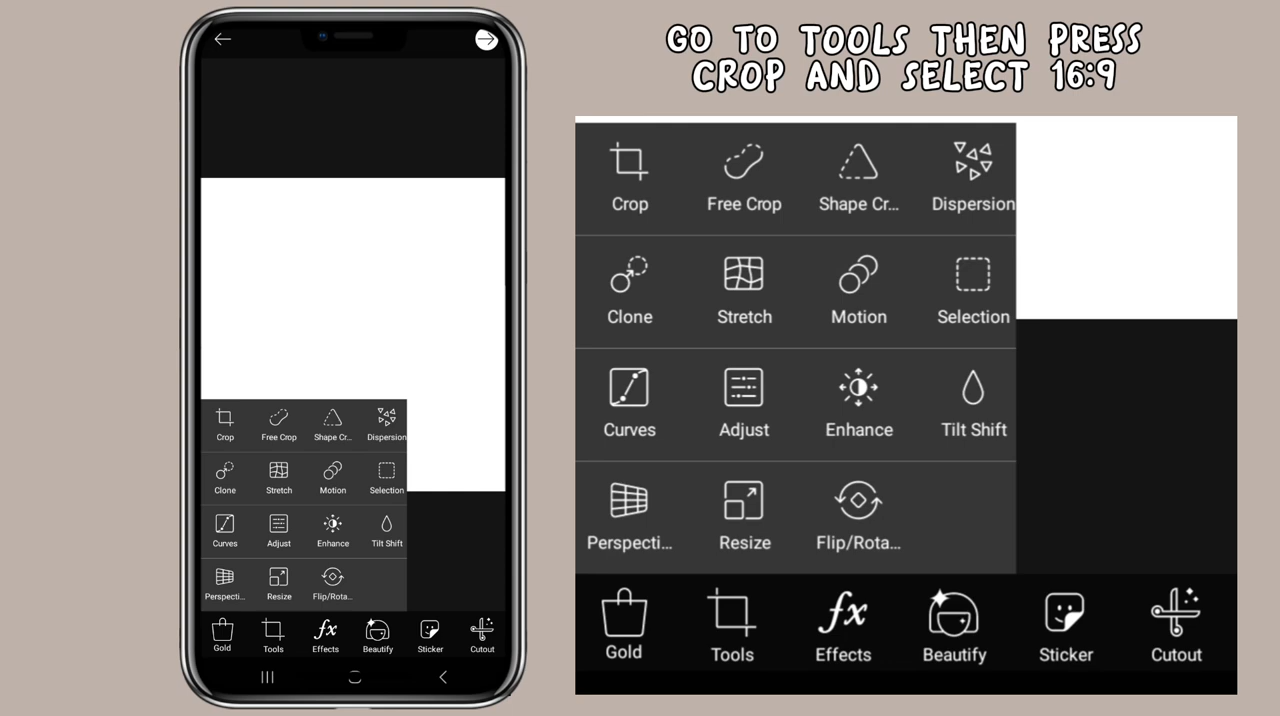 GO TO TOOLS THEN PRESS
CROP AND SELECT 16:9
Crop Free Crop Shape Cr... Dispersion
Clone Stretch Motion Selection
Curves Adjust Enhance Tilt Shift
Perspecti... Resize Flip/Rota...
Gold Tools Effects Beautify Sticker Cutout
Crop Free Crop Shape Cr... Dispersion
Clone Stretch Motion Selection
Curves Adjust Enhance Tilt Shift
Perspecti... Resize Flip/Rota...
Gold Tools Effects Beautify Sticker Cutout